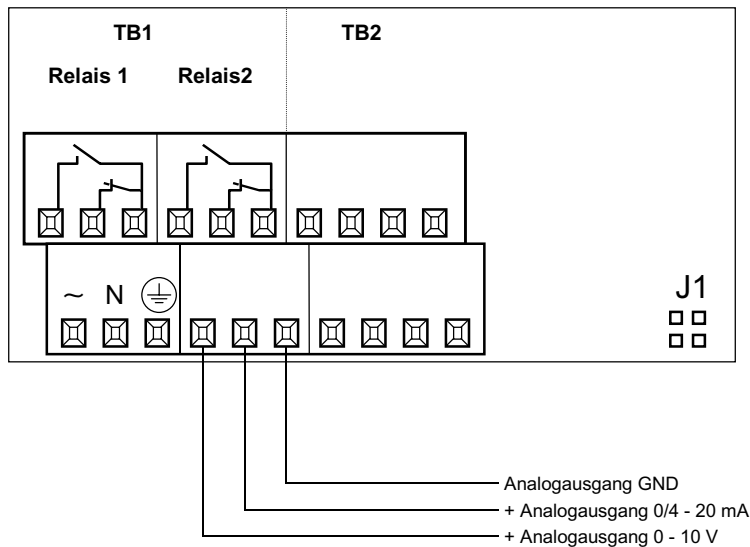 TB1 TB2
Relais 1 Relais2
~ N
J1
Analogausgang GND
+ Analogausgang 0/4 - 20 mA
+ Analogausgang 0 - 10 V